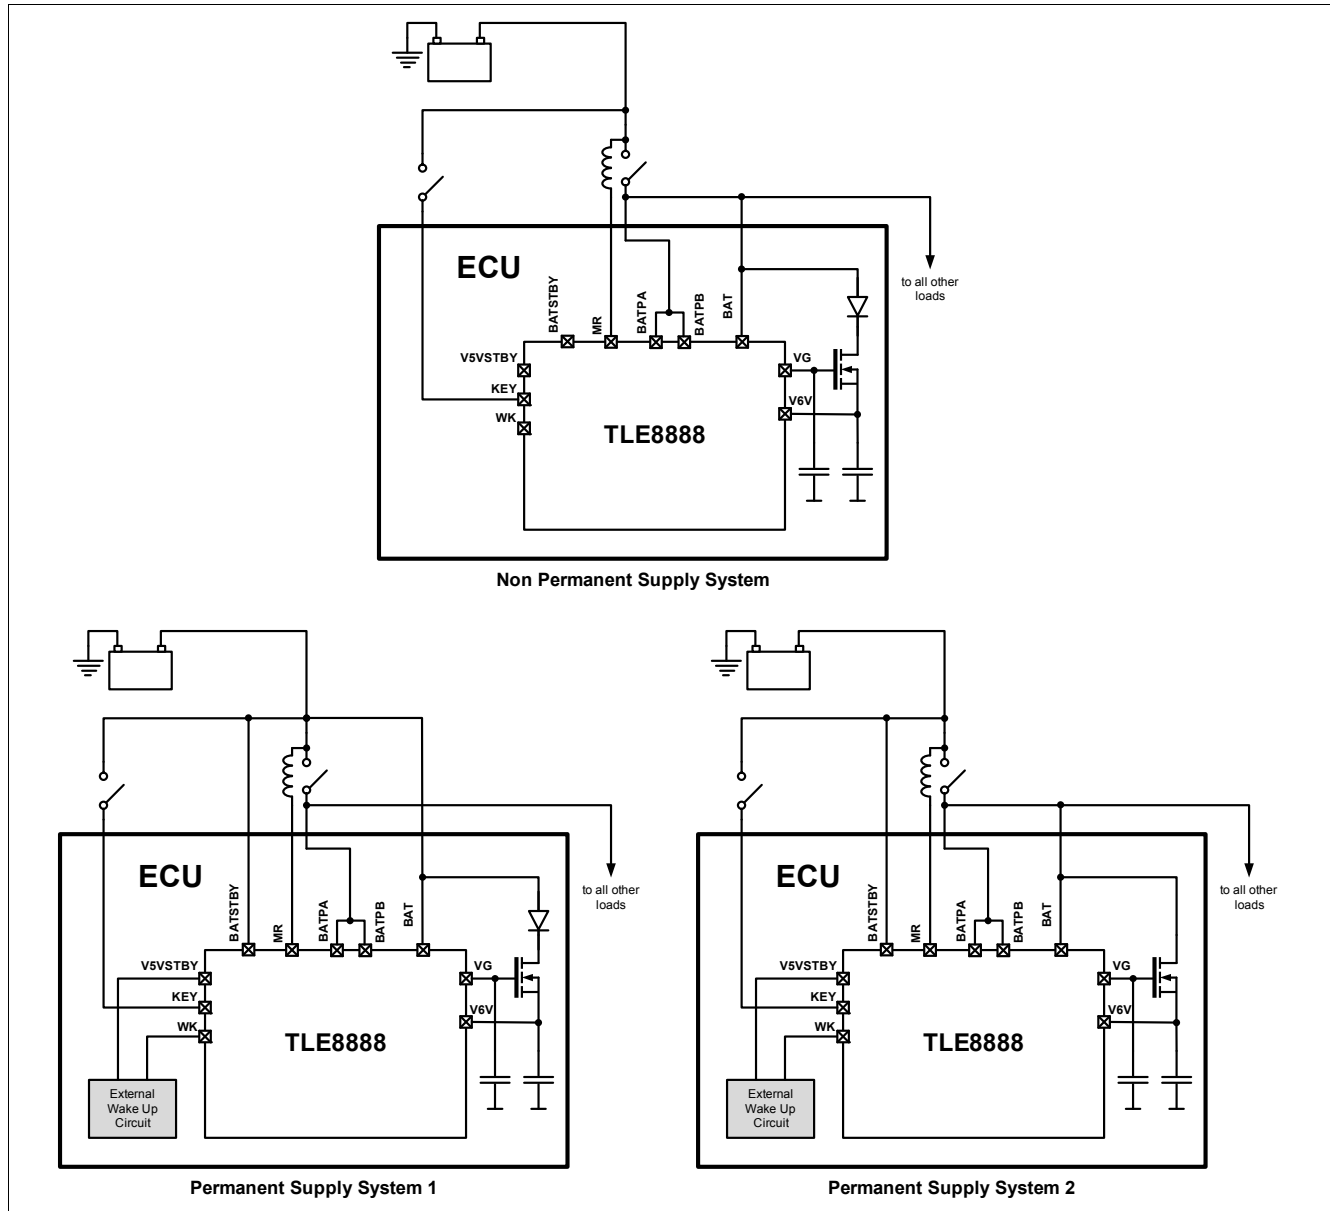 ECU
to all other
loads
BATSTBY
MR
BATPA
BATPB
BAT
V5VSTBY
VG
KEY
V6V
WK
TLE8888
Non Permanent Supply System
ECU
to all other
loads
BATSTBY
MR
BATPA
BATPB
BAT
V5VSTBY
VG
KEY
V6V
WK
TLE8888
External
Wake Up
Circuit
Permanent Supply System 1
ECU
to all other
loads
BATSTBY
MR
BATPA
BATPB
BAT
V5VSTBY
VG
KEY
V6V
WK
TLE8888
External
Wake Up
Circuit
Permanent Supply System 2